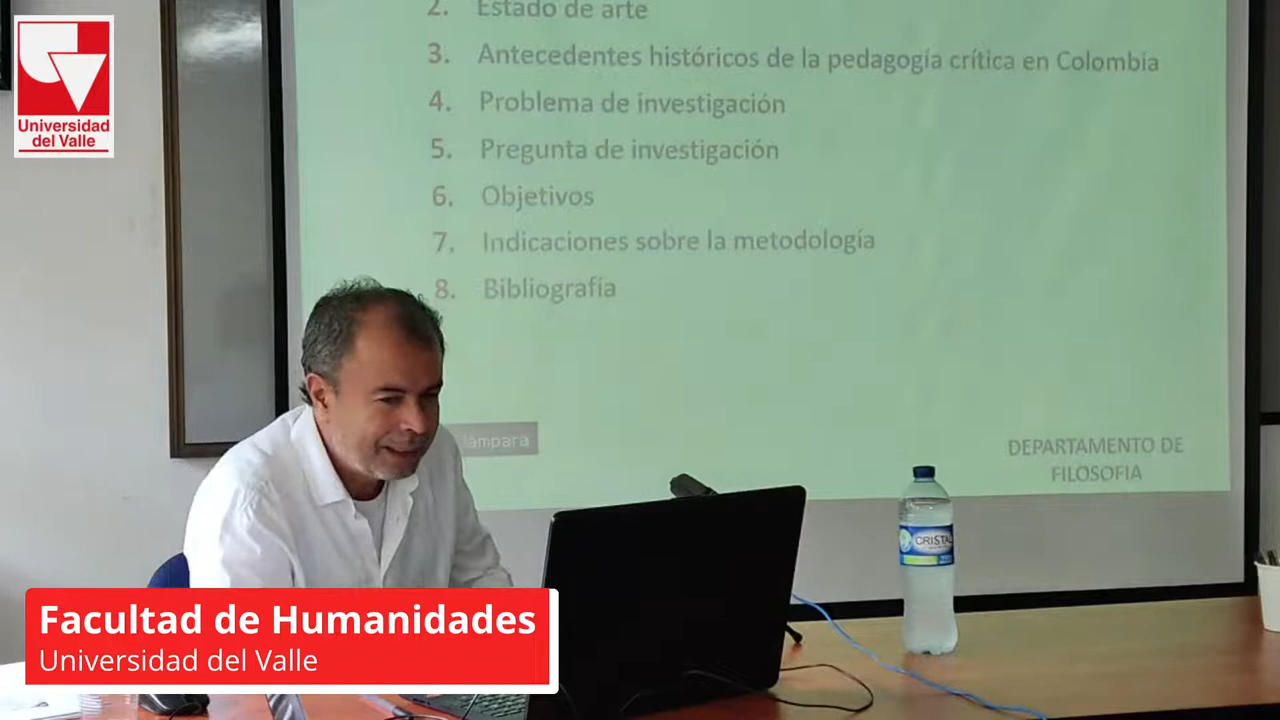 Universidad
del Valle
2. Estado de arte
3. Antecedentes históricos de la pedagogía crítica en Colombia
4. Problema de investigación
5. Pregunta de investigación
6. Objetivos
7. Indicaciones sobre la metodología
8. Bibliografía
lámpara
DEPARTAMENTO DE
FILOSOFIA
CRISTAL
Facultad de Humanidades
Universidad del Valle